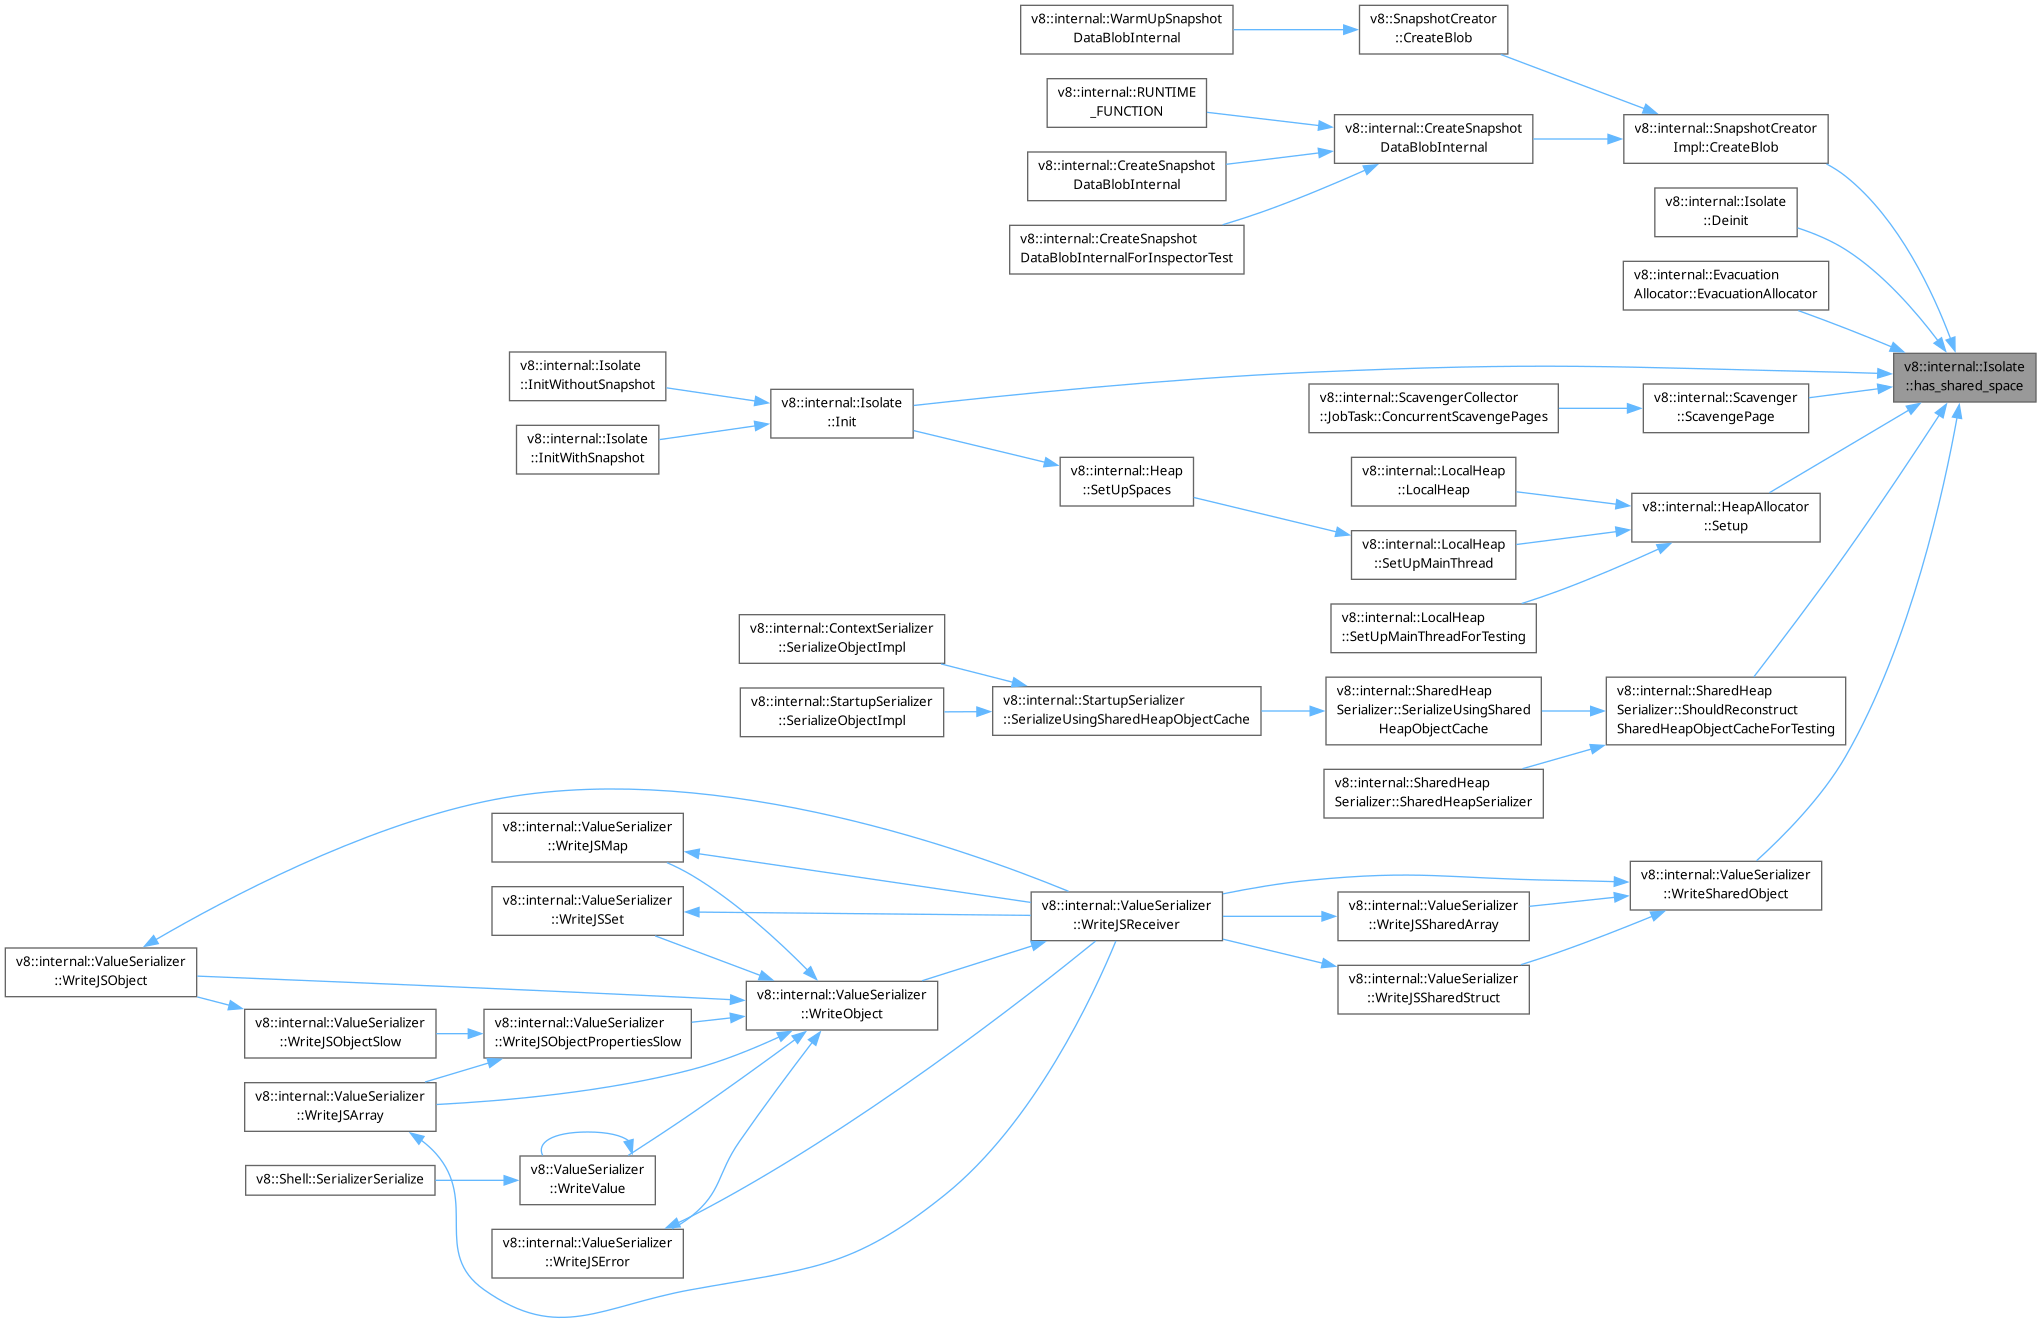 v8::internal::WarmUpSnapshot
DataBlobInternal
v8::SnapshotCreator
::CreateBlob
v8::internal::RUNTIME
_FUNCTION
v8::internal::CreateSnapshot
DataBlobInternal
v8::internal::SnapshotCreator
Impl::CreateBlob
v8::internal::CreateSnapshot
DataBlobInternal
v8::internal::Isolate
::Deinit
v8::internal::CreateSnapshot
DataBlobInternalForInspectorTest
v8::internal::Evacuation
Allocator::EvacuationAllocator
v8::internal::Isolate
::has_shared_space
v8::internal::Isolate
::InitWithoutSnapshot
v8::internal::Isolate
::Init
v8::internal::ScavengerCollector
::JobTask::ConcurrentScavengePages
v8::internal::Scavenger
::ScavengePage
v8::internal::Isolate
::InitWithSnapshot
v8::internal::Heap
::SetUpSpaces
v8::internal::LocalHeap
::LocalHeap
v8::internal::HeapAllocator
::Setup
v8::internal::LocalHeap
::SetUpMainThread
v8::internal::LocalHeap
::SetUpMainThreadForTesting
v8::internal::ContextSerializer
::SerializeObjectImpl
v8::internal::StartupSerializer
::SerializeObjectImpl
v8::internal::StartupSerializer
::SerializeUsingSharedHeapObjectCache
v8::internal::SharedHeap
Serializer::SerializeUsingShared
HeapObjectCache
v8::internal::SharedHeap
Serializer::ShouldReconstruct
SharedHeapObjectCacheForTesting
v8::internal::SharedHeap
Serializer::SharedHeapSerializer
v8::internal::ValueSerializer
::WriteJSMap
v8::internal::ValueSerializer
::WriteJSSet
v8::internal::ValueSerializer
::WriteJSReceiver
v8::internal::ValueSerializer
::WriteJSSharedArray
v8::internal::ValueSerializer
::WriteSharedObject
v8::internal::ValueSerializer
::WriteJSObject
v8::internal::ValueSerializer
::WriteObject
v8::internal::ValueSerializer
::WriteJSSharedStruct
v8::internal::ValueSerializer
::WriteJSObjectSlow
v8::internal::ValueSerializer
::WriteJSObjectPropertiesSlow
v8::internal::ValueSerializer
::WriteJSArray
v8::Shell::SerializerSerialize
v8::ValueSerializer
::WriteValue
v8::internal::ValueSerializer
::WriteJSError